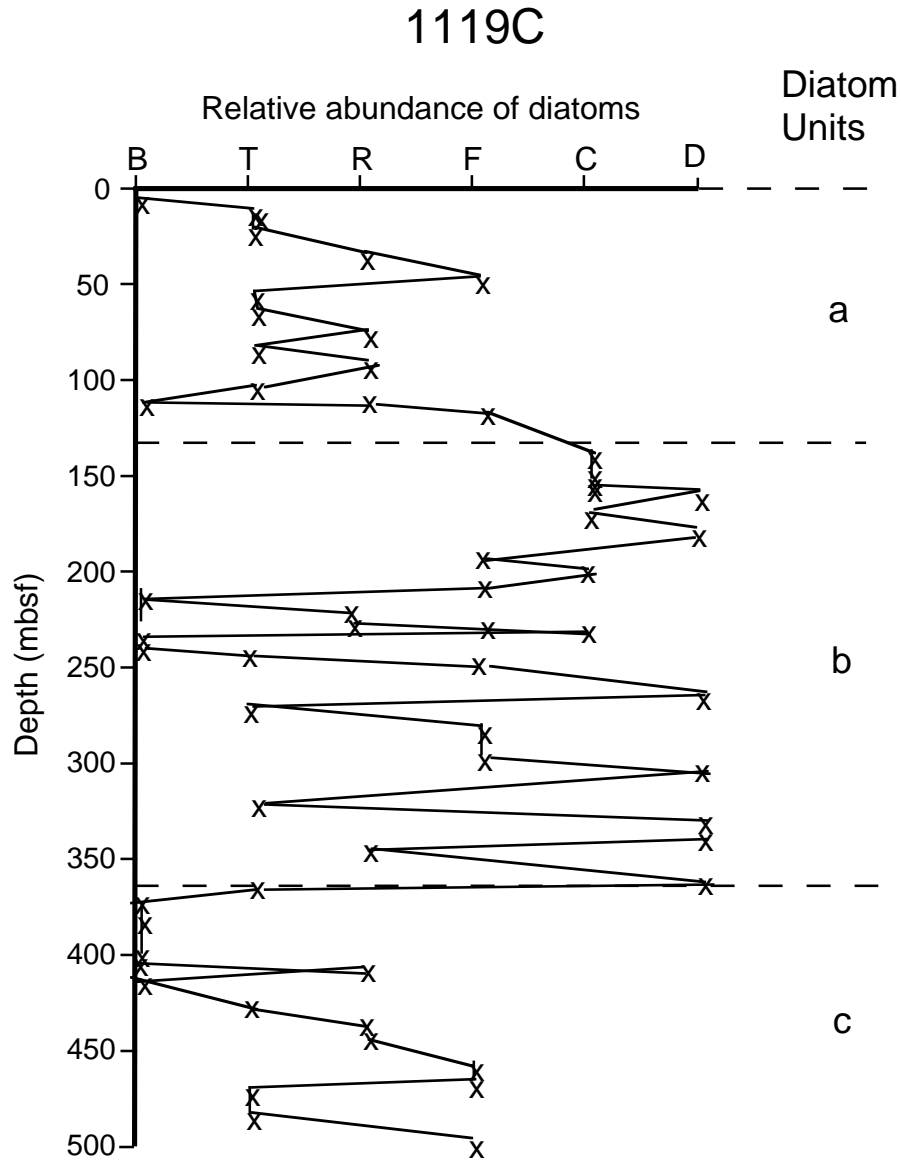 1119C
Relative abundance of diatoms
Diatom
Units
B T R F C D
0
50
a
100
150
200
b
250
300
350
400
c
450
500
Depth (mbsf)